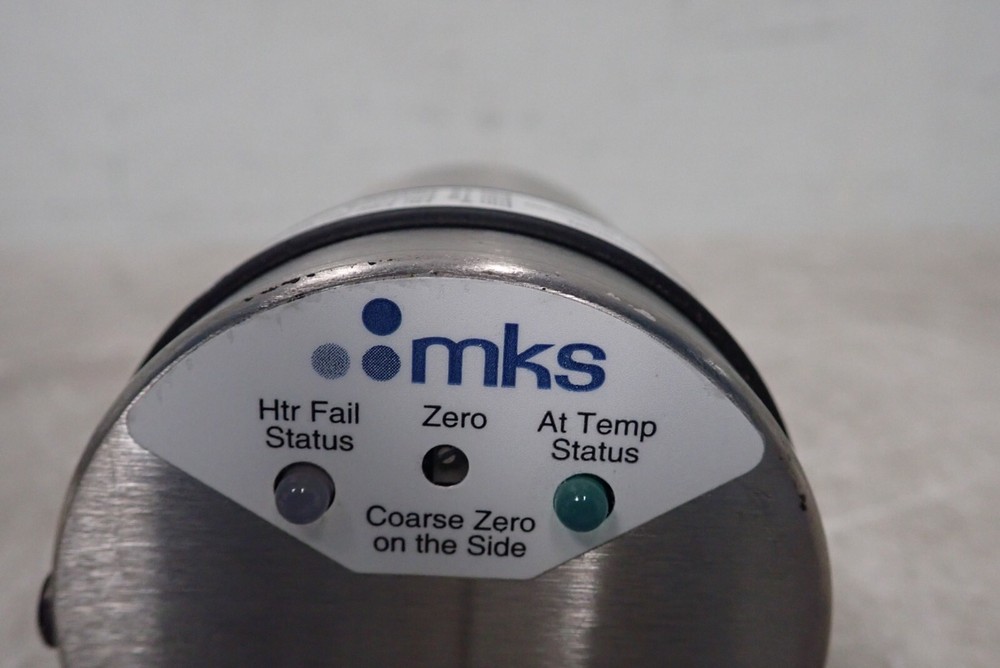 mks
Htr Fail
Status
Zero
At Temp
Status
Coarse Zero
on the Side